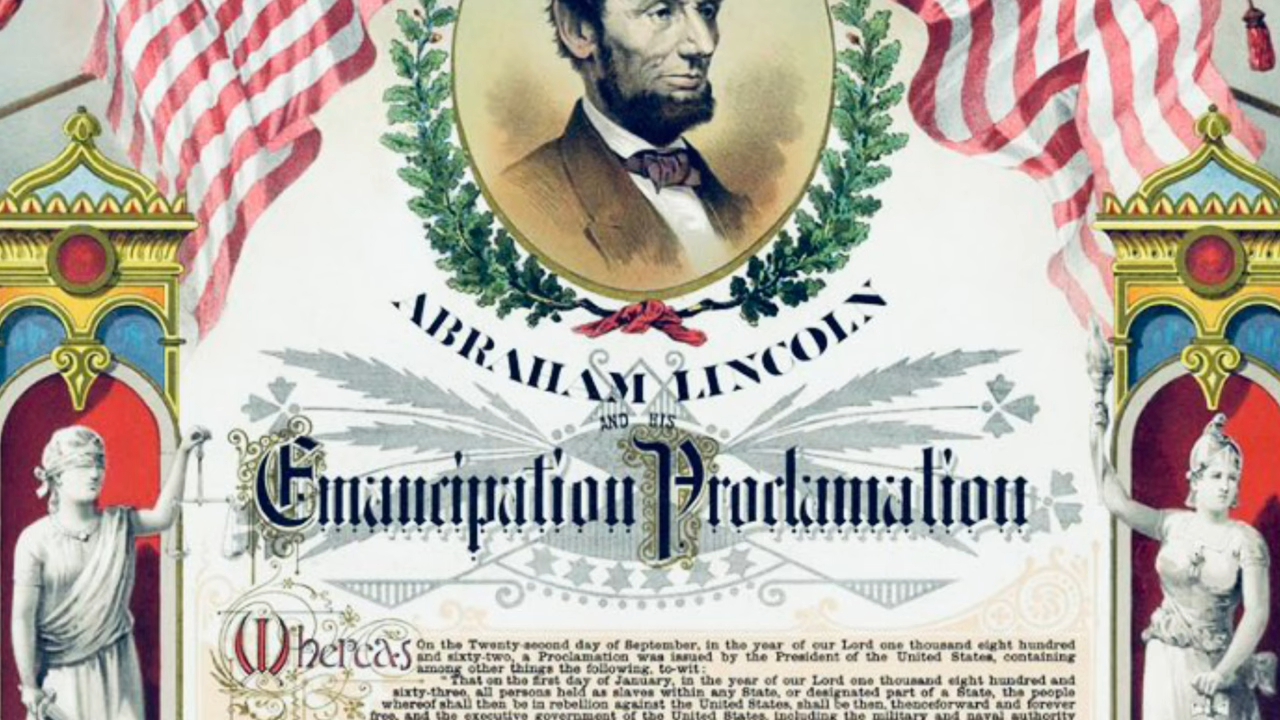 ABRAHAM LINCOLN
AND HIS
Emancipation Proclamation
Whereas On the Twenty-second day of September, in the year of our Lord one thousand eight hundred
and sixty-two, a Proclamation was issued by the President of the United States, containing
among other things the following, to-wit:
"That on the first day of January, in the year of our Lord one thousand eight hundred and
sixty-three, all persons held as slaves within any State, or designated part of a State, the people
whereof shall then be in rebellion against the United States, shall be then, thenceforward and forever
free, and the executive government of the United States, including the military and naval authority